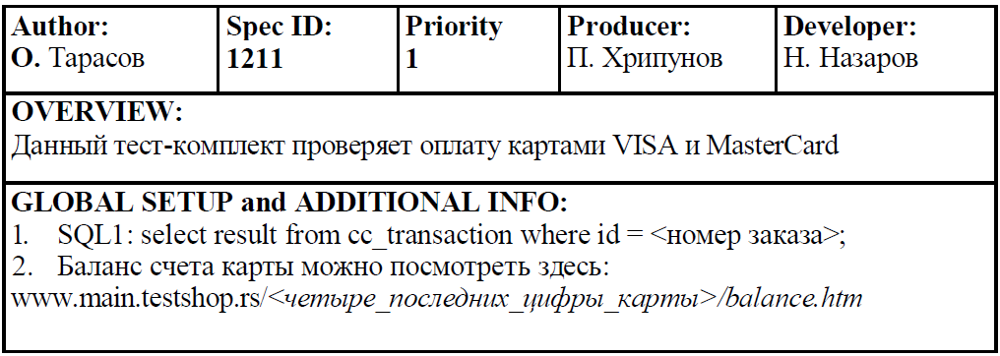 Author: Spec ID: Priority Producer: Developer:
О. Тарасов 1211 1 П. Хрипунов Н. Назаров
OVERVIEW:
Данный тест-комплект проверяет оплату картами VISA и MasterCard
GLOBAL SETUP and ADDITIONAL INFO:
1. SQL1: select result from cc_transaction where id = <номер заказа>;
2. Баланс счета карты можно посмотреть здесь:
www.main.testshop.rs/<четыре_последних_цифры_карты>/balance.htm